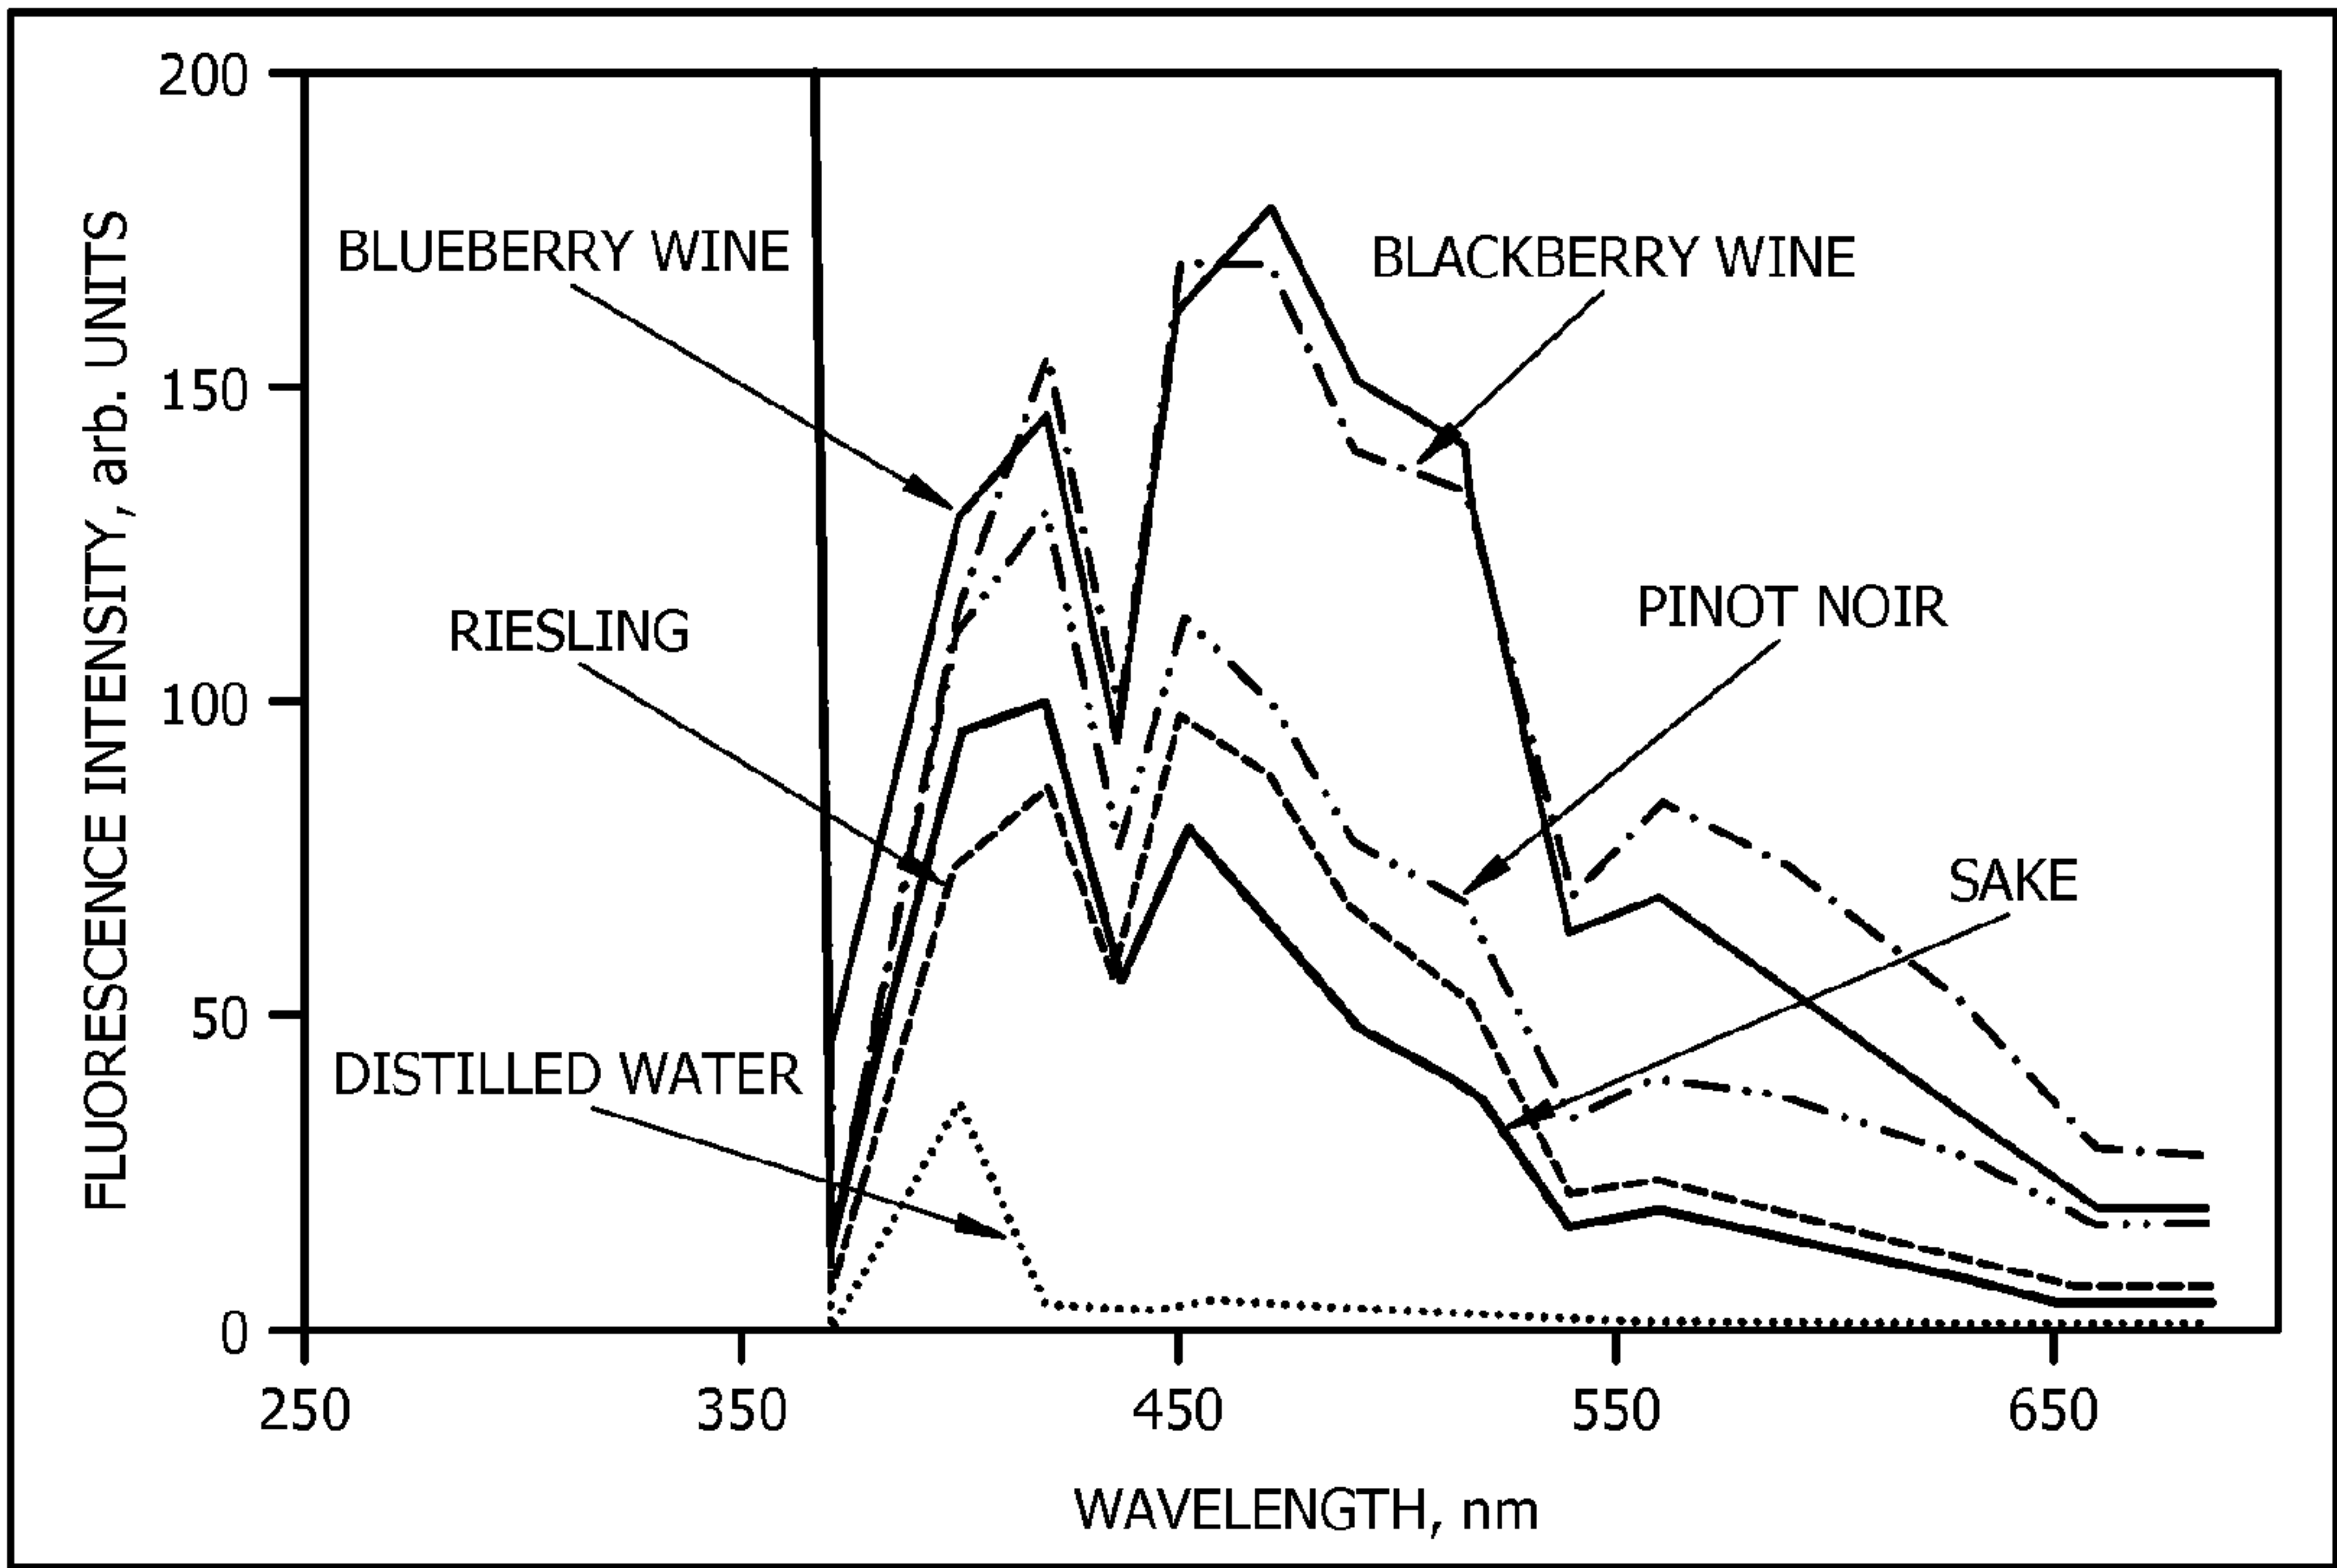 200
BLUEBERRY WINE
BLACKBERRY WINE
150
FLUORESCENCE INTENSITY, arb. UNITS
RIESLING
PINOT NOIR
100
SAKE
50
DISTILLED WATER
0
250 350 450 550 650
WAVELENGTH, nm